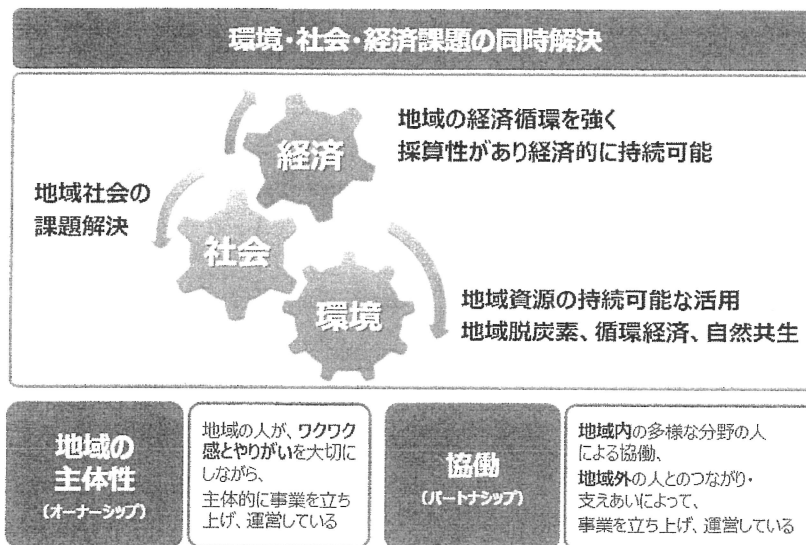 環境・社会・経済課題の同時解決
経済
地域の経済循環を強く
採算性があり経済的に持続可能
地域社会の
課題解決
社会
環境
地域資源の持続可能な活用
地域脱炭素、循環経済、自然共生
地域の
主体性
(オーナーシップ)
地域の人が、ワクワク
感とやりがいを大切に
しながら、
主体的に事業を立ち
上げ、運営している
協働
(パートナシップ)
地域内の多様な分野の人
による協働、
地域外の人とのつながり・
支えあいによって、
事業を立ち上げ、運営している